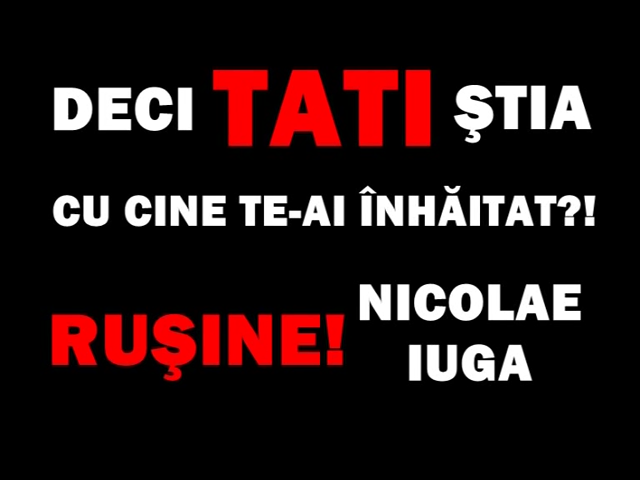 DECI TATI ŞTIA
CU CINE TE-AI ÎNHĂITAT?!
RUŞINE! NICOLAE
IUGA